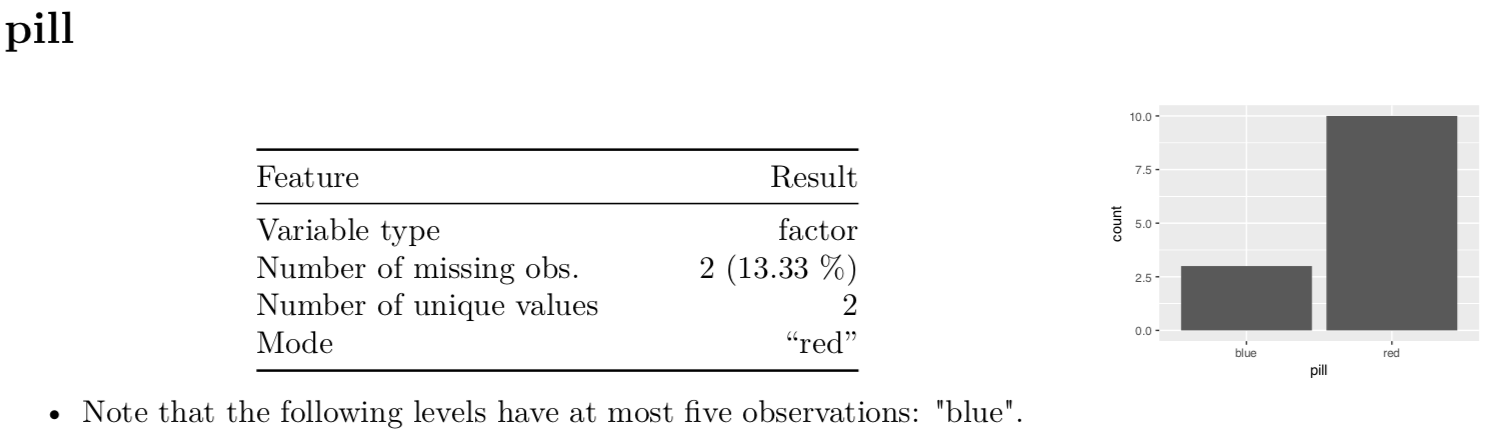 pill
Feature Result
Variable type factor
Number of missing obs. 2 (13.33 %)
Number of unique values 2
Mode “red”
10.0
7.5
5.0
2.5
0.0
count
blue red
pill
• Note that the following levels have at most five observations: "blue".